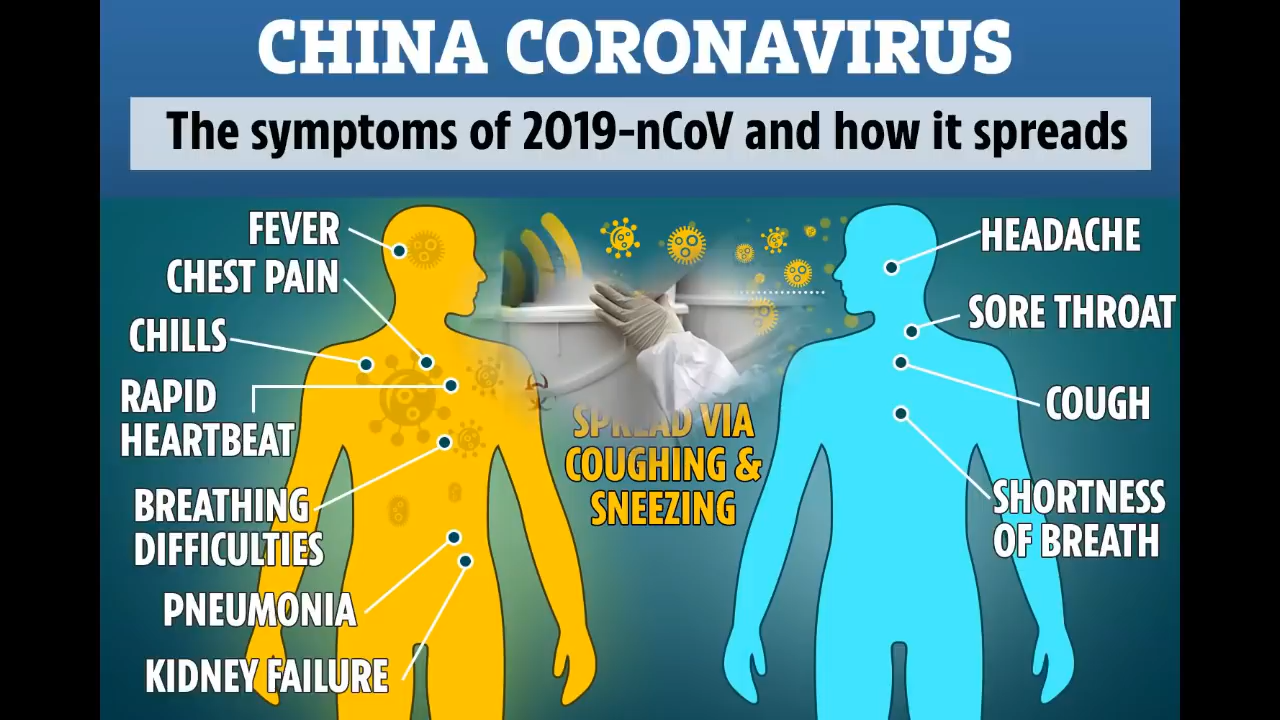 CHINA CORONAVIRUS
The symptoms of 2019-nCoV and how it spreads
FEVER
CHEST PAIN
CHILLS
RAPID
HEARTBEAT
BREATHING
DIFFICULTIES
PNEUMONIA
KIDNEY FAILURE
SPREAD VIA
COUGHING &
SNEEZING
HEADACHE
SORE THROAT
COUGH
SHORTNESS
OF BREATH